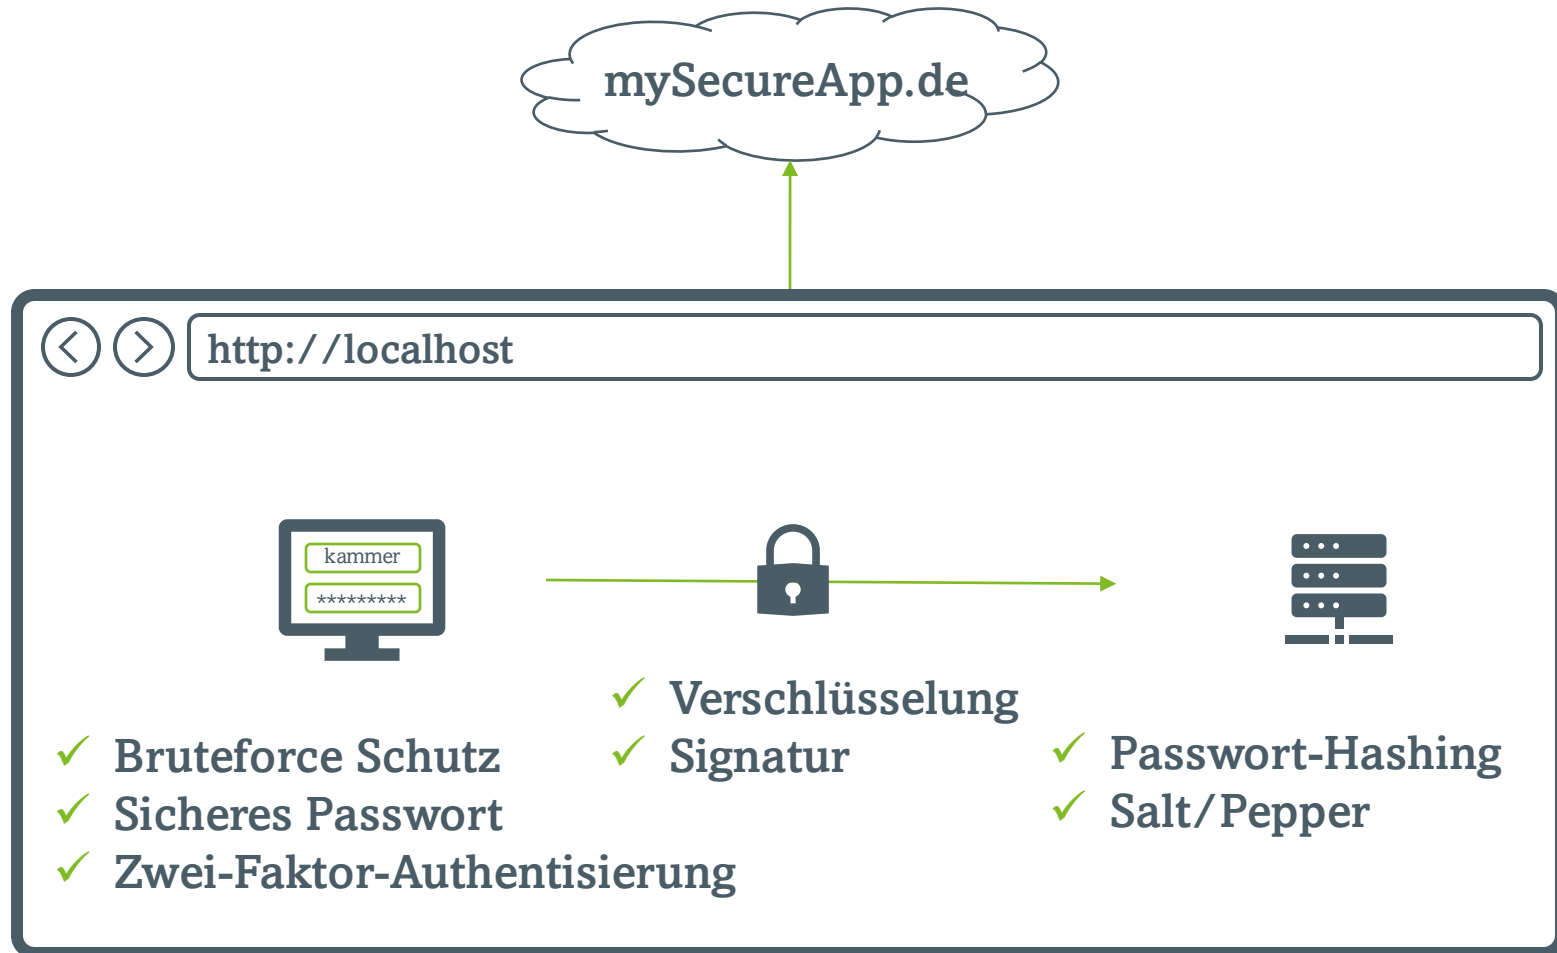 mySecureApp.de
http://localhost
kammer
*********
Bruteforce Schutz
Sicheres Passwort
Zwei-Faktor-Authentisierung
Verschlüsselung
Signatur
Passwort-Hashing
Salt/Pepper